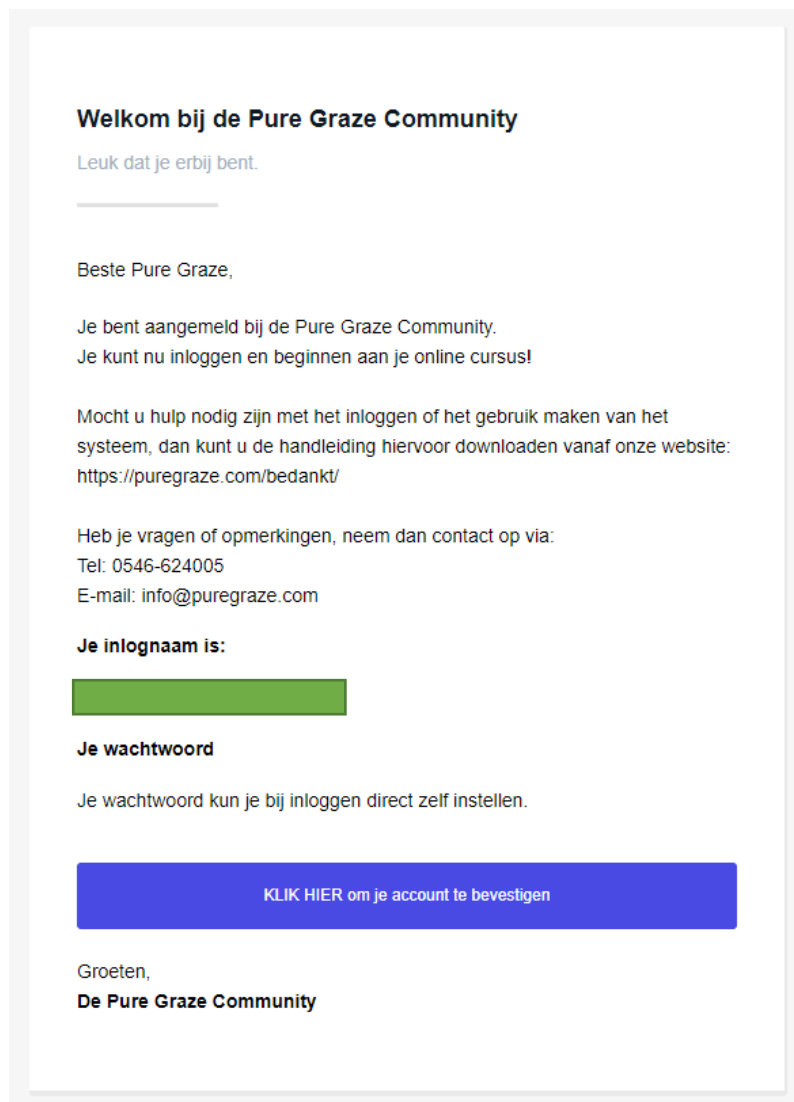 Welkom bij de Pure Graze Community
Leuk dat je erbij bent.
Beste Pure Graze,
Je bent aangemeld bij de Pure Graze Community.
Je kunt nu inloggen en beginnen aan je online cursus!
Mocht u hulp nodig zijn met het inloggen of het gebruik maken van het
systeem, dan kunt u de handleiding hiervoor downloaden vanaf onze website:
https://puregraze.com/bedankt/
Heb je vragen of opmerkingen, neem dan contact op via:
Tel: 0546-624005
E-mail: info@puregraze.com
Je inlognaam is:
Je wachtwoord
Je wachtwoord kun je bij inloggen direct zelf instellen.
KLIK HIER om je account te bevestigen
Groeten,
De Pure Graze Community